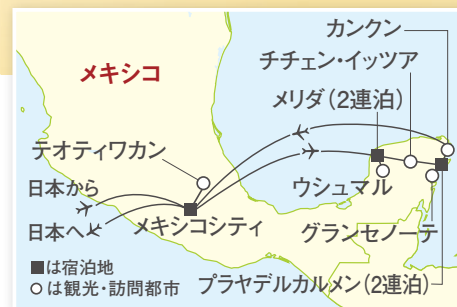 カンクン
メキシコ
チチェン・イッツア
メリダ（2連泊）
テオティワカン
ウシュマル
日本から
メキシコシティ
グランセノーテ
日本へ
■は宿泊地
○は観光・訪問都市
プラヤデルカルメン（2連泊）